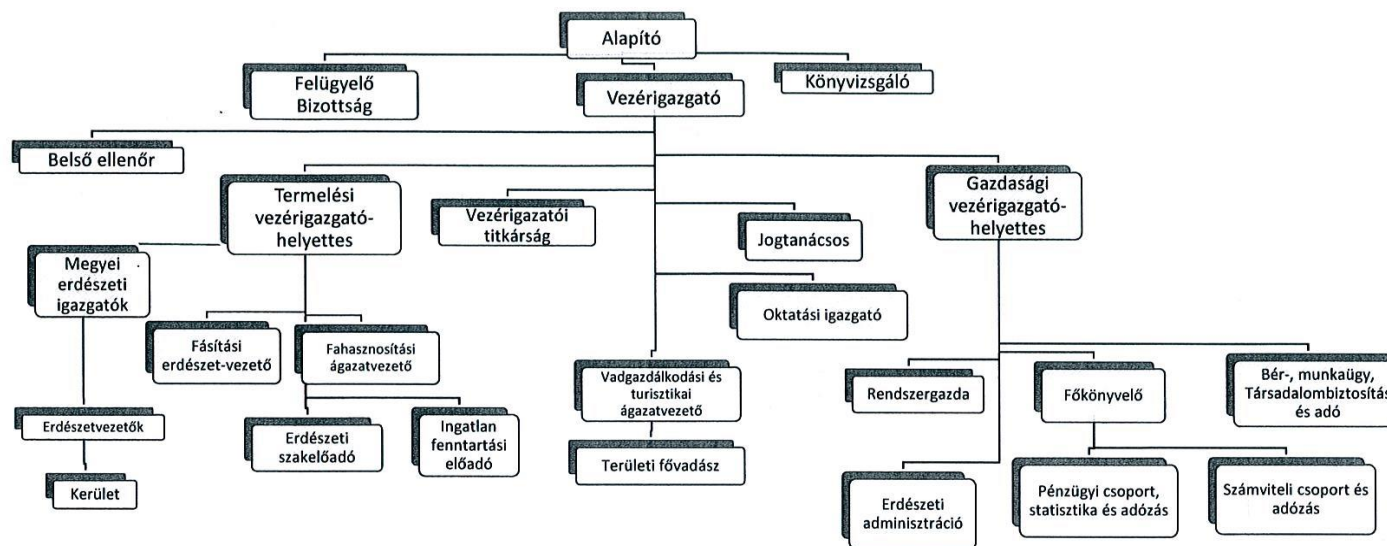 Alapító
Felügyelő
Bizottság
Vezérigazgató
Könyvizsgáló
Belső ellenőr
Termelési
vezérigazgató-
helyettes
Vezérigazatói
titkárság
Jogtanácsos
Gazdasági
vezérigazgató-
helyettes
Megyei
erdészeti
igazgatók
Oktatási igazgató
Fásítási
erdészet-vezető
Fahasznosítási
ágazatvezető
Vadgazdálkodási és
turisztikai
ágazatvezető
Rendszergazda
Főkönyvelő
Bér-, munkaügy,
Társadalombiztosítás
és adó
Erdészetvezetők
Erdészeti
szakelőadó
Ingatlan
fenntartási
előadó
Területi fővadász
Kerület
Erdészeti
adminisztráció
Pénzügyi csoport,
statisztika és adózás
Számviteli csoport és
adózás